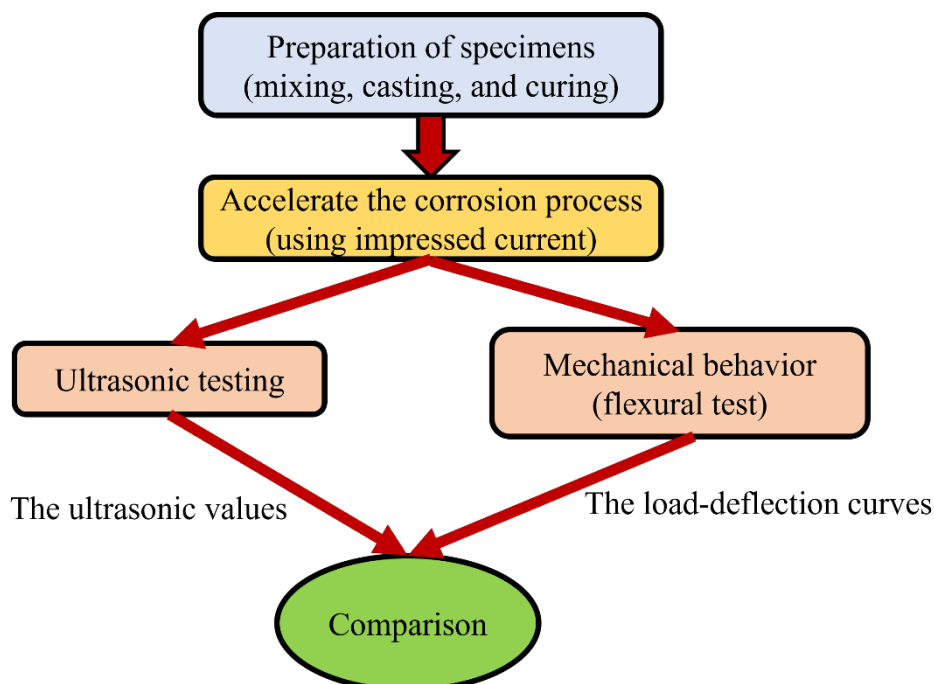 Preparation of specimens
(mixing, casting, and curing)
Accelerate the corrosion process
(using impressed current)
Ultrasonic testing
Mechanical behavior
(flexural test)
The ultrasonic values
The load-deflection curves
Comparison